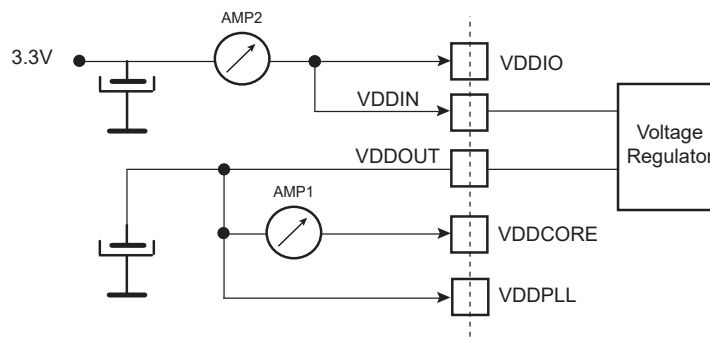 AMP2
3.3V
VDDIO
VDDIN
Voltage
Regulator
VDDOUT
AMP1
VDDCORE
VDDPLL